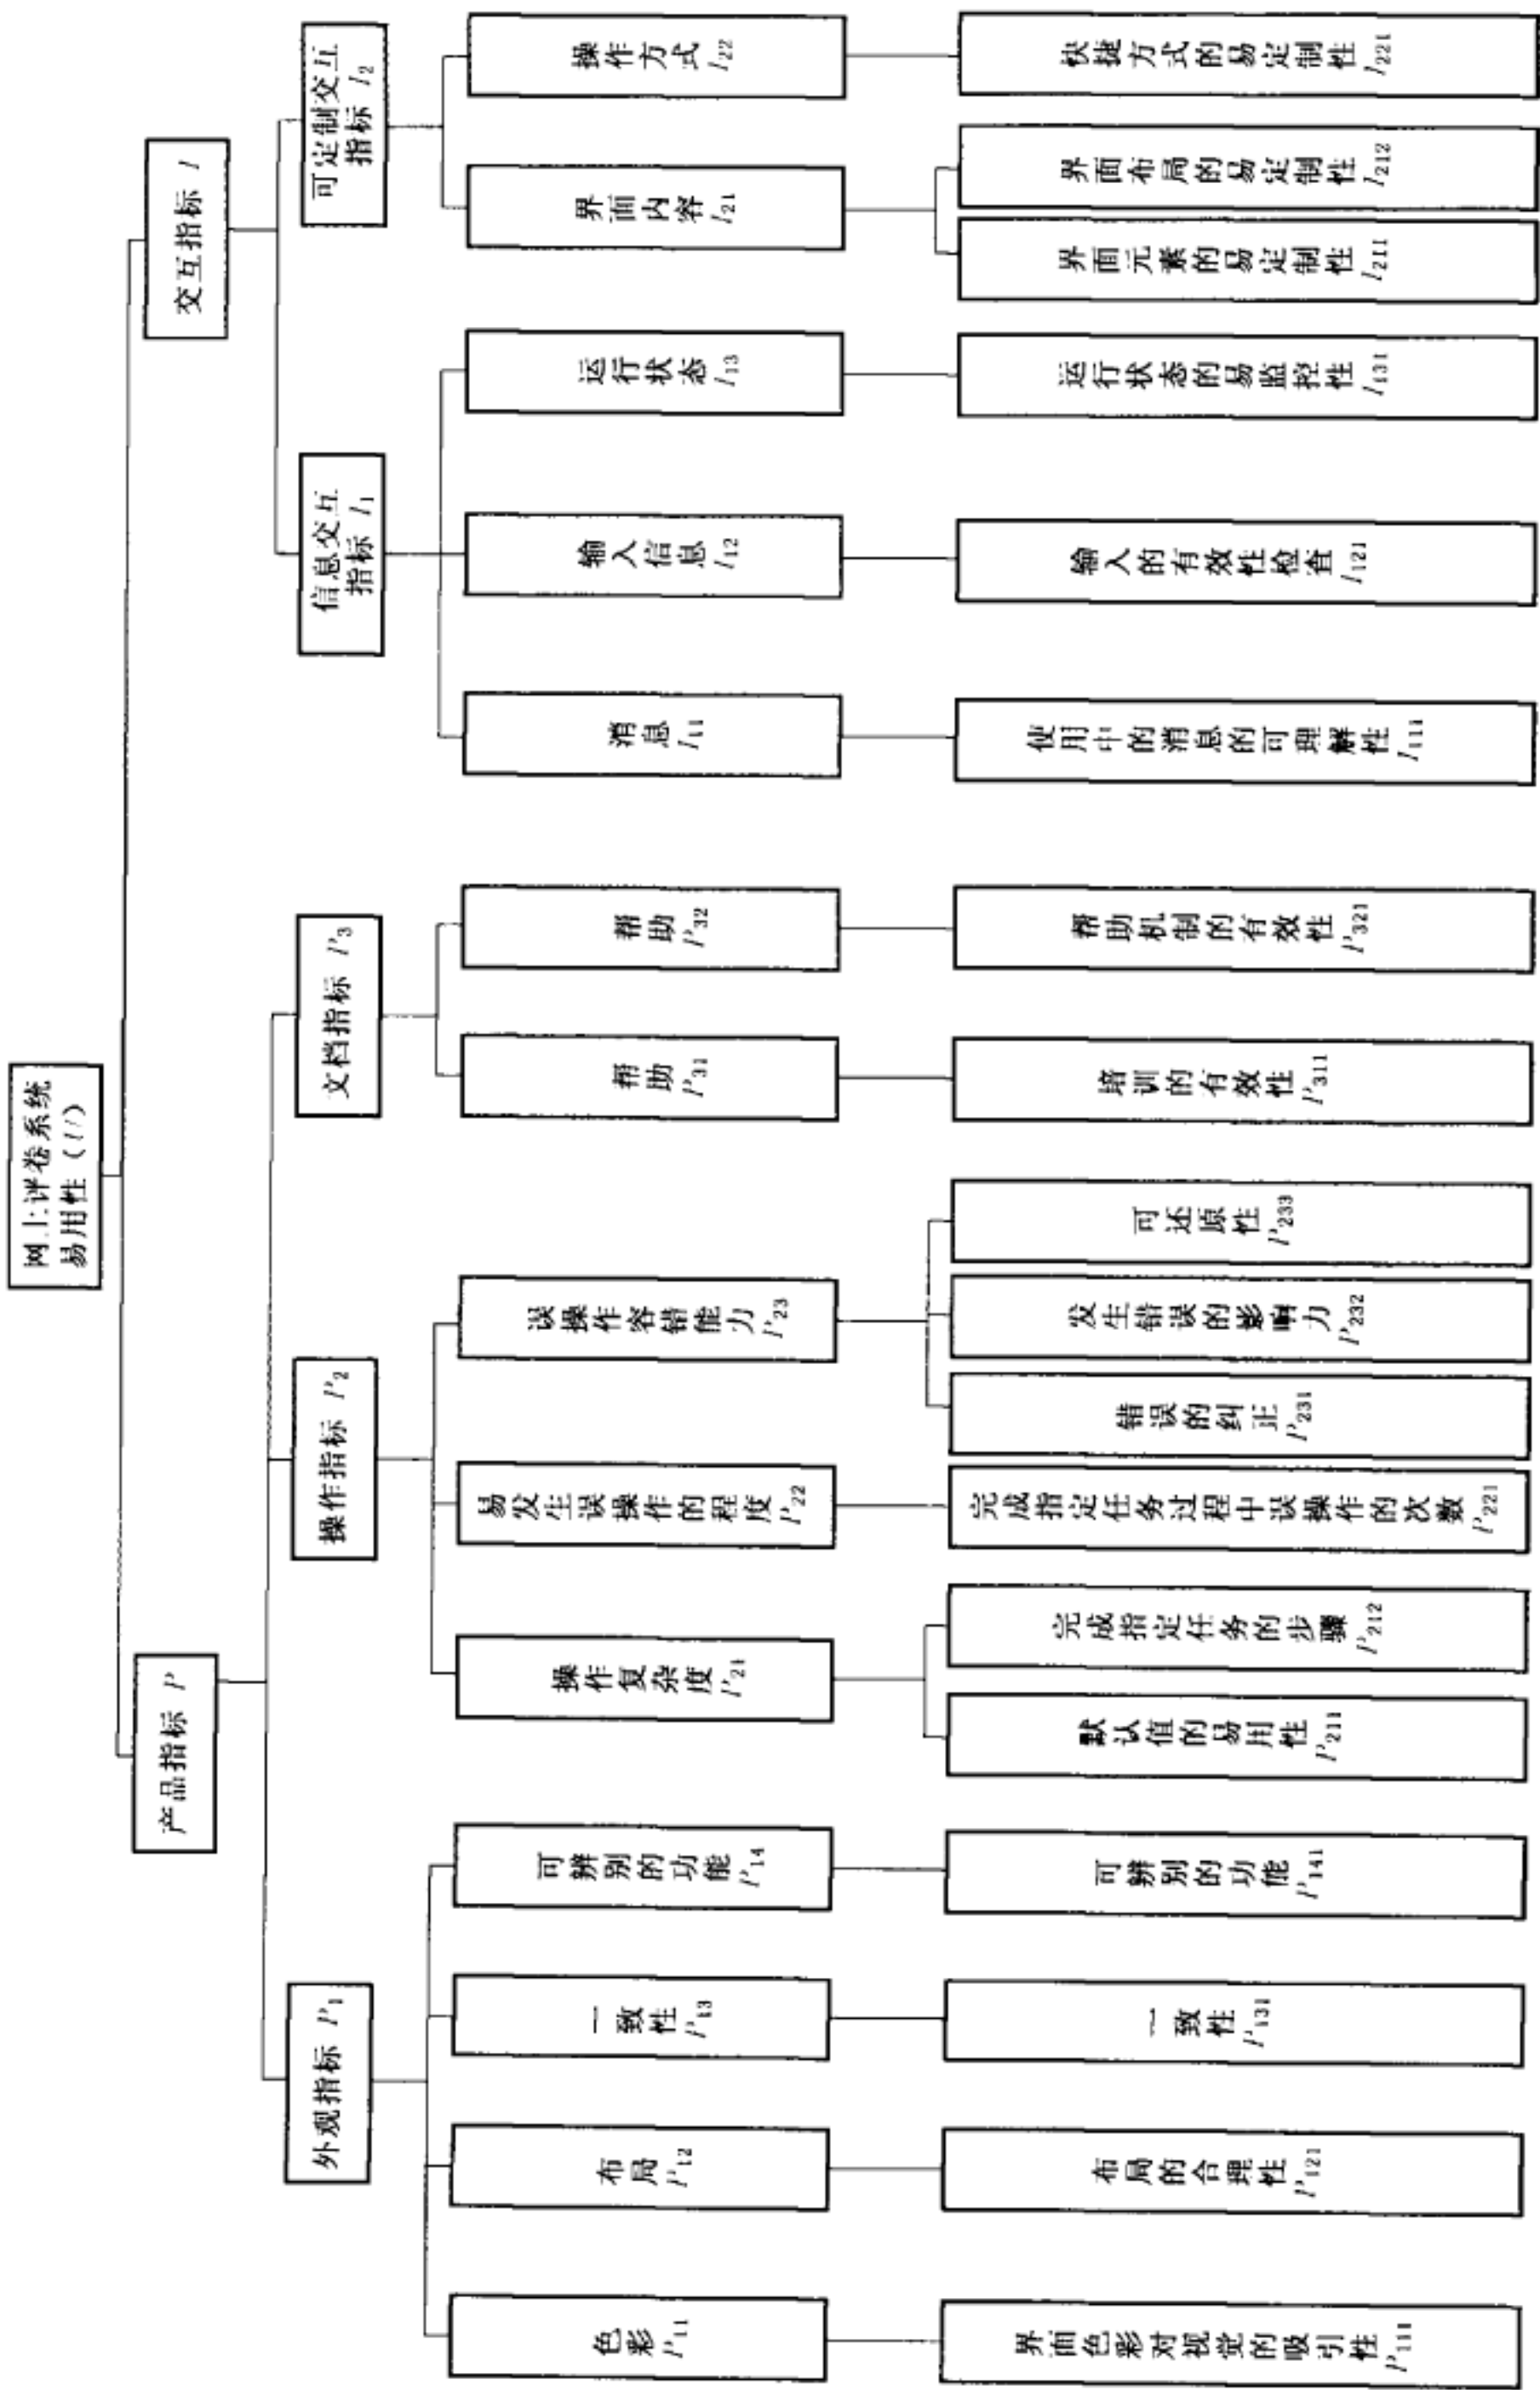 网上评卷系统
易用性（U）
产品指标 P
交互指标 I
外观指标 P1
操作指标 P2
文档指标 P3
信息交互
指标 I1
可定制交互
指标 I2
色彩 P11
布局 P12
一致性 P13
可辨别的功能 P14
操作复杂度 P21
易发生误操作的程度 P22
误操作容错能力 P23
帮助 P31
帮助 P32
消息 I11
输入信息 I12
运行状态 I13
界面内容 I21
操作方式 I22
界面色彩对视觉的吸引性 P111
布局的合理性 P121
一致性 P131
可辨别的功能 P141
默认值的易用性 P211
完成指定任务的步骤 P212
完成指定任务过程中误操作的次数 P221
错误的纠正 P231
发生错误的影响力 P232
可还原性 P233
培训的有效性 P311
帮助机制的有效性 P321
使用中的消息的可理解性 I111
输入的有效性检查 I121
运行状态的易监控性 I131
界面元素的易定制性 I211
界面布局的易定制性 I212
快捷方式的易定制性 I221